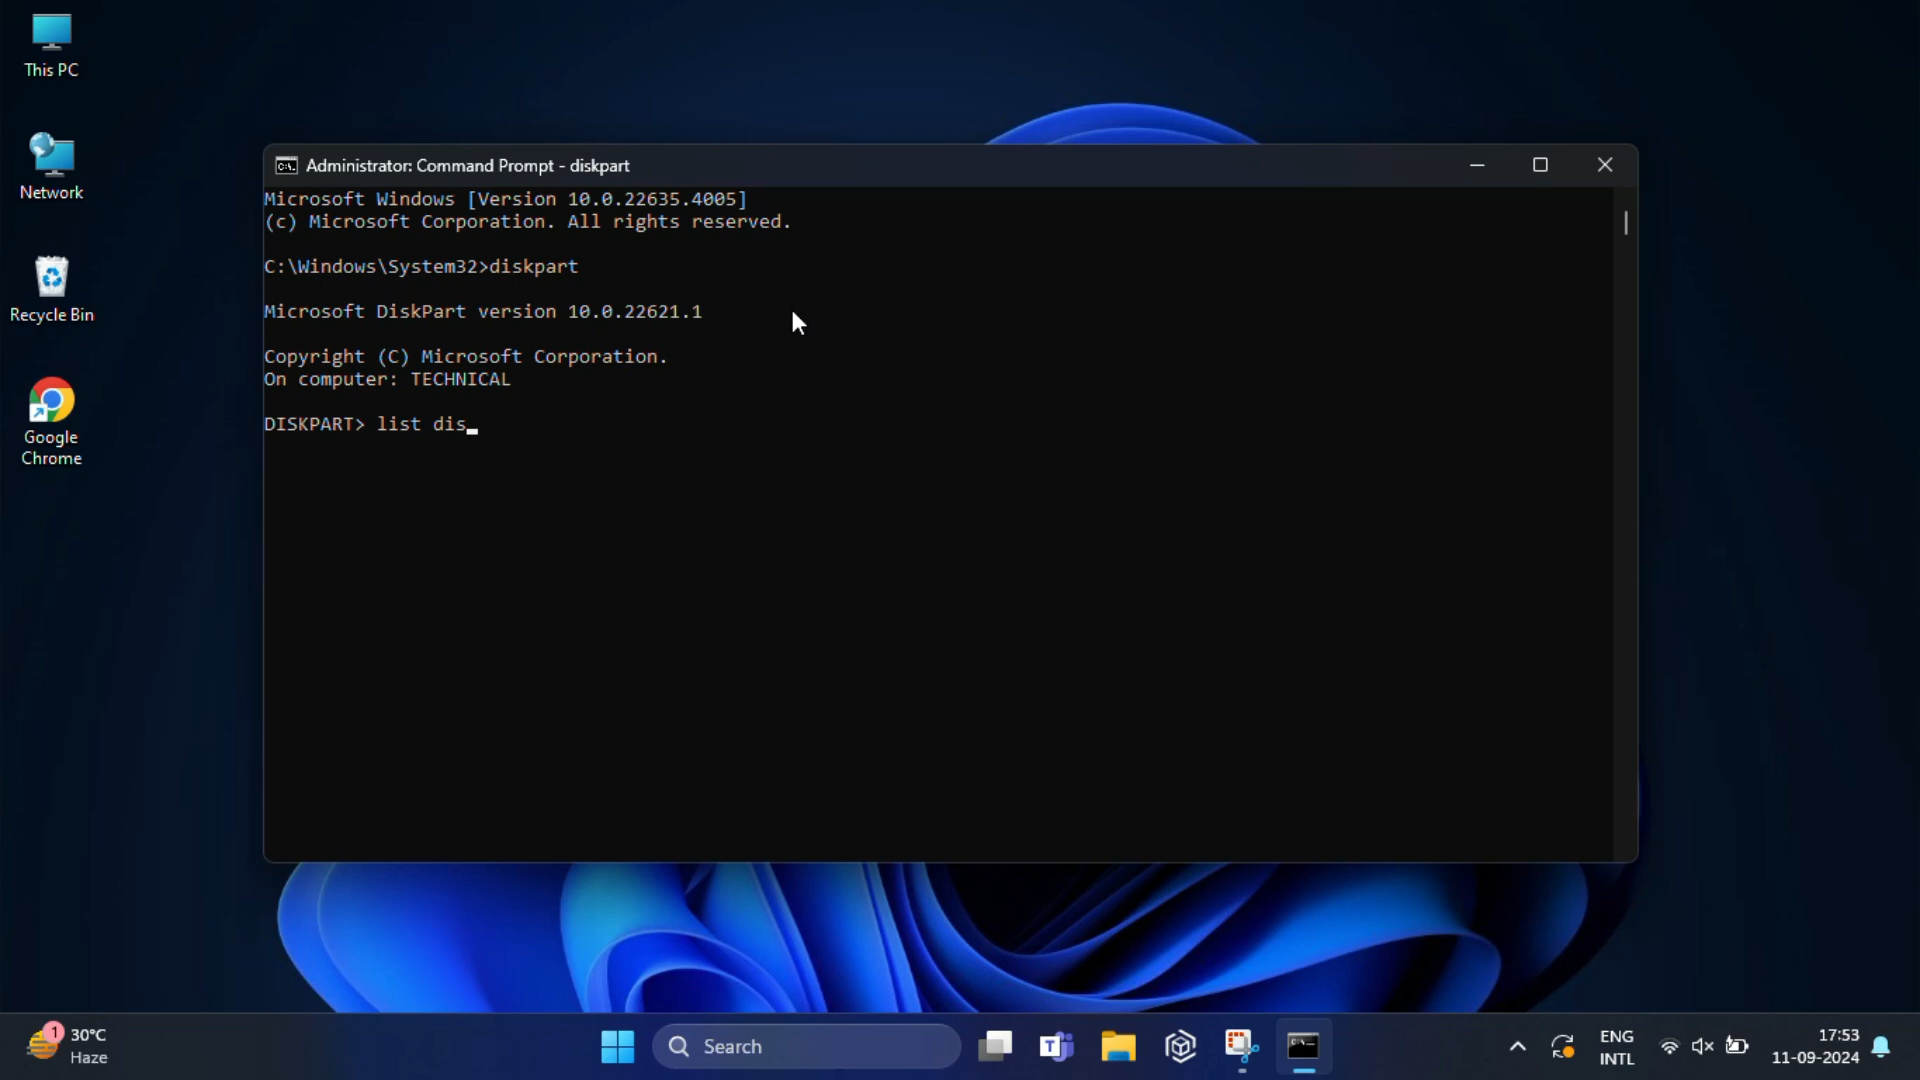 This PC
Network
Recycle Bin
Google
Chrome
Administrator: Command Prompt - diskpart
Microsoft Windows [Version 10.0.22635.4005]
(c) Microsoft Corporation. All rights reserved.
C:\Windows\System32>diskpart
Microsoft DiskPart version 10.0.22621.1
Copyright (C) Microsoft Corporation.
On computer: TECHNICAL
DISKPART> list dis_
1
30°C
Haze
Search
ENG
INTL
17:53
11-09-2024